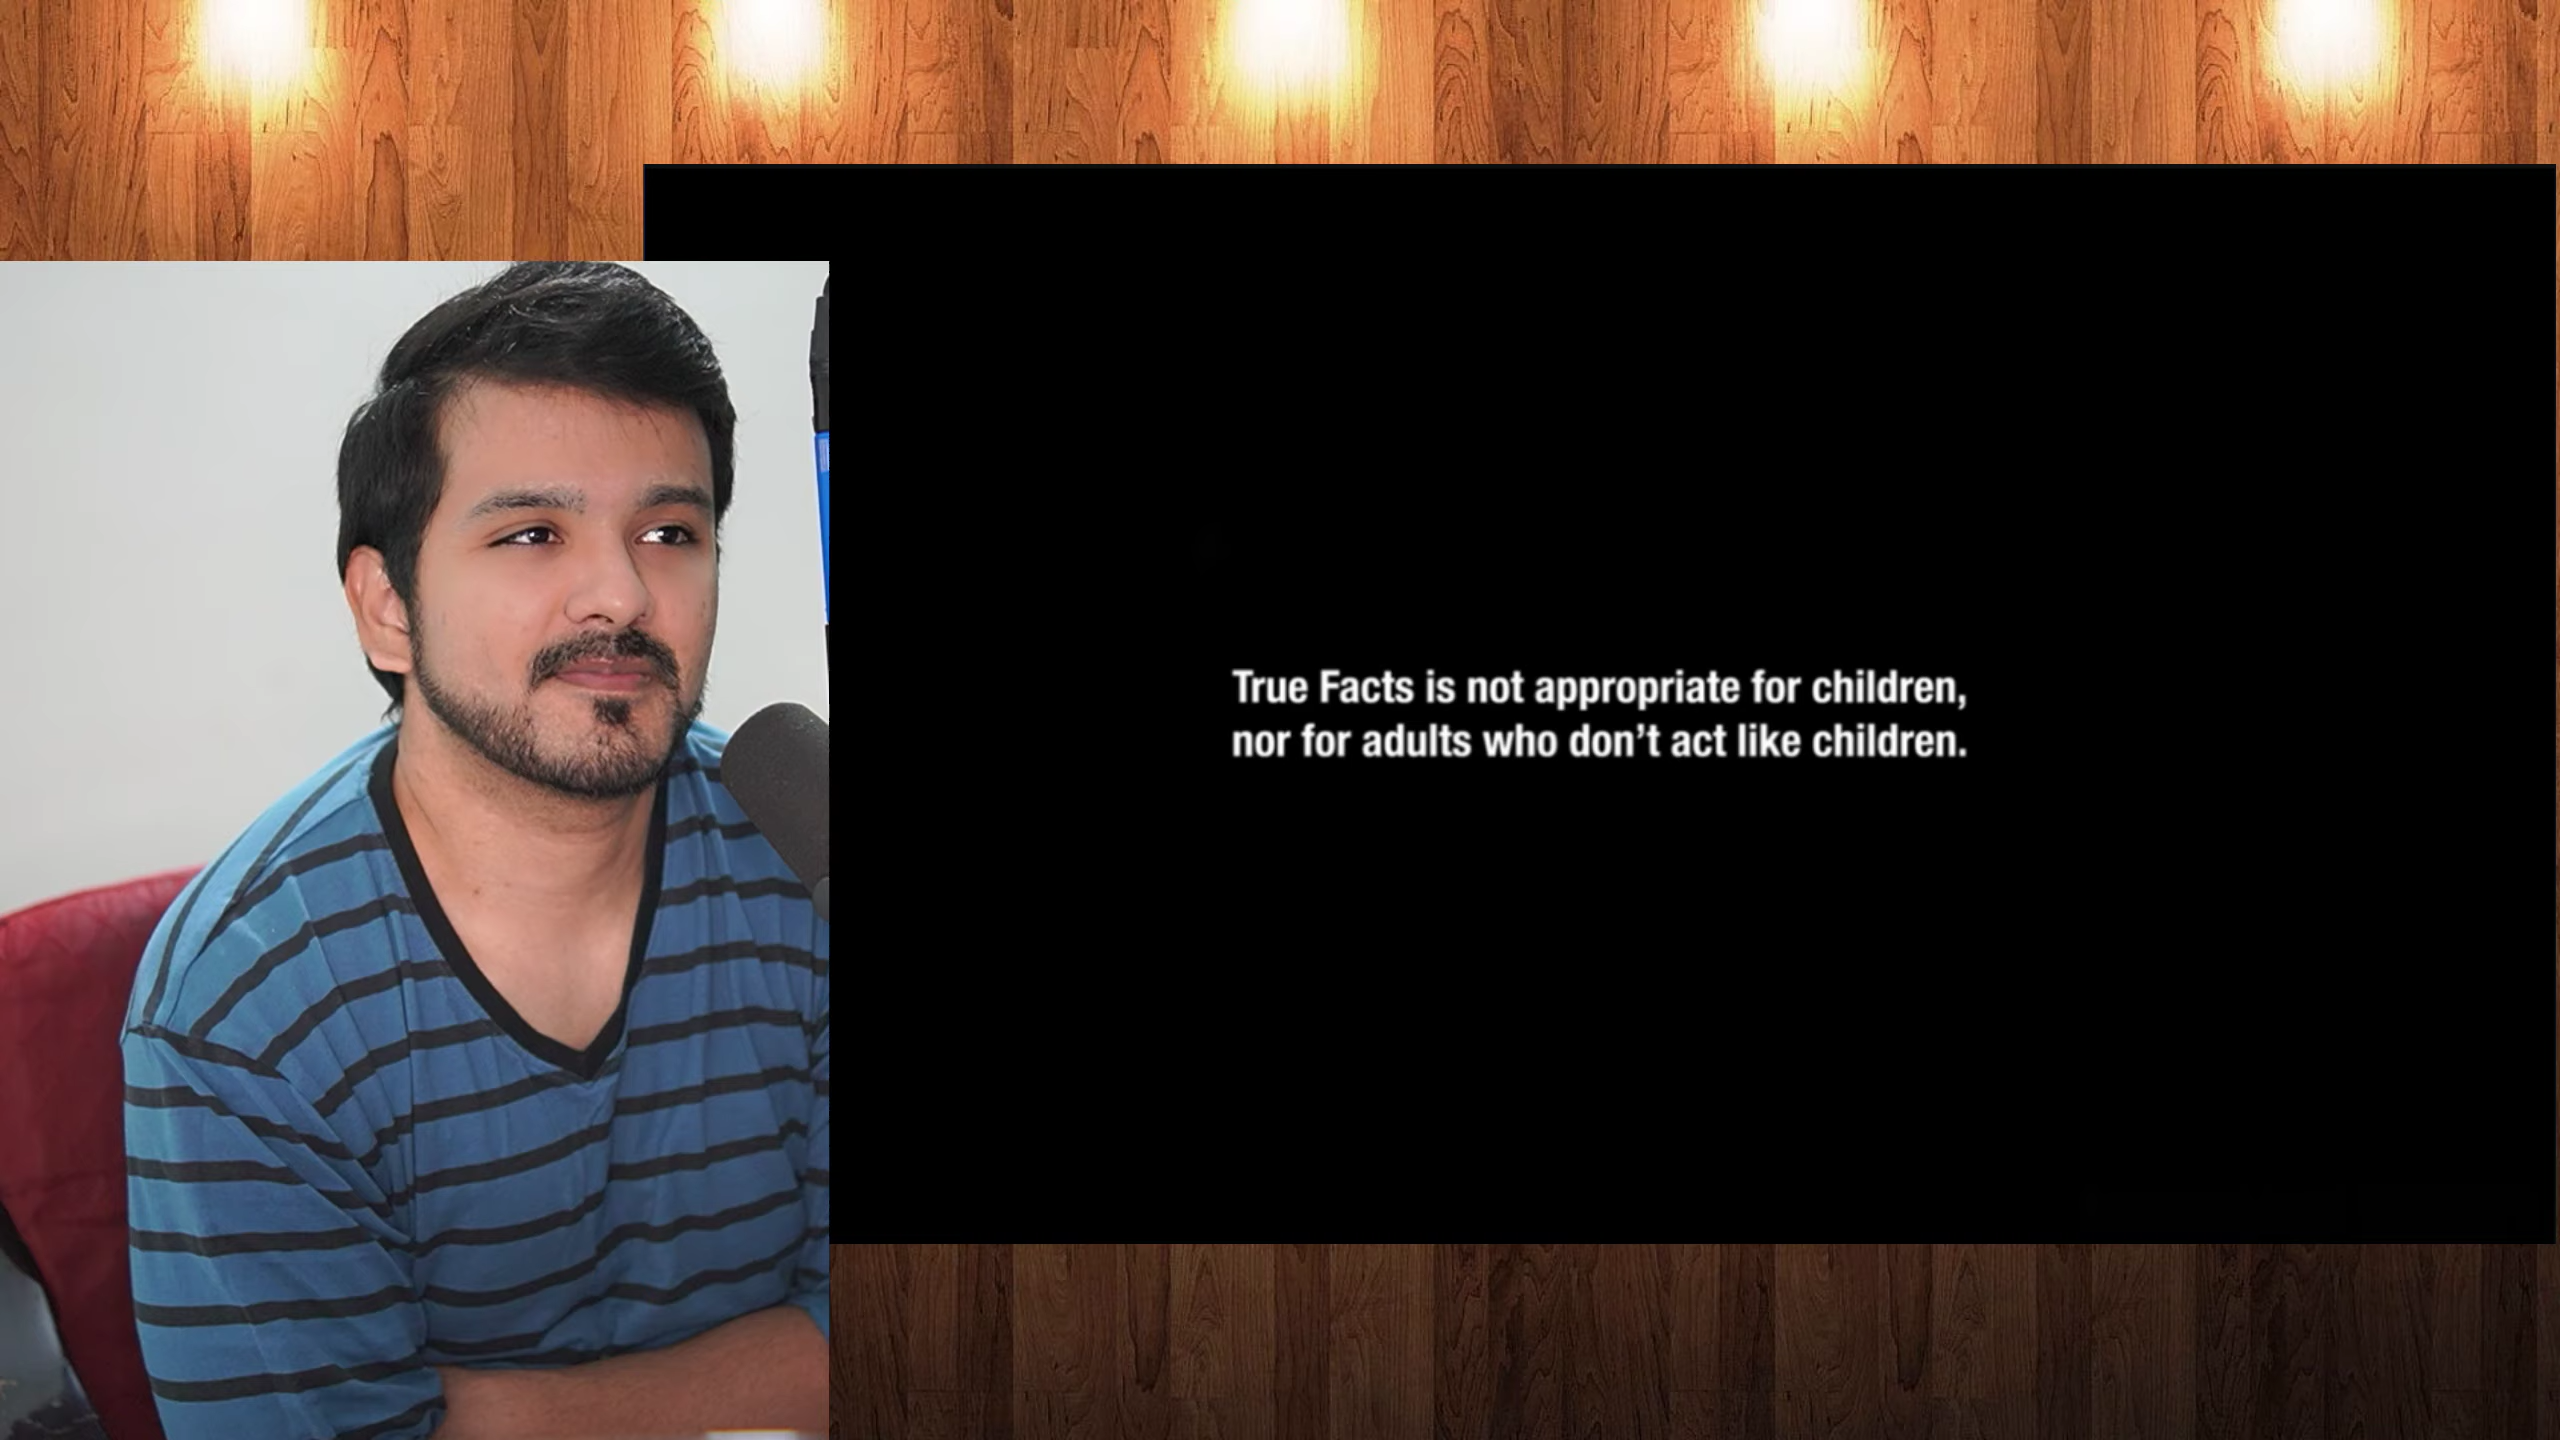 True Facts is not appropriate for children,
nor for adults who don’t act like children.